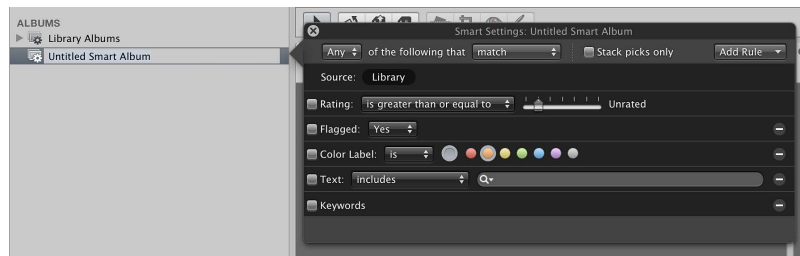 ALBUMS
Library Albums
Untitled Smart Album
Smart Settings: Untitled Smart Album
Any of the following that match Stack picks only Add Rule
Source: Library
Rating: is greater than or equal to Unrated
Flagged: Yes
Color Label: is
Text: includes
Keywords